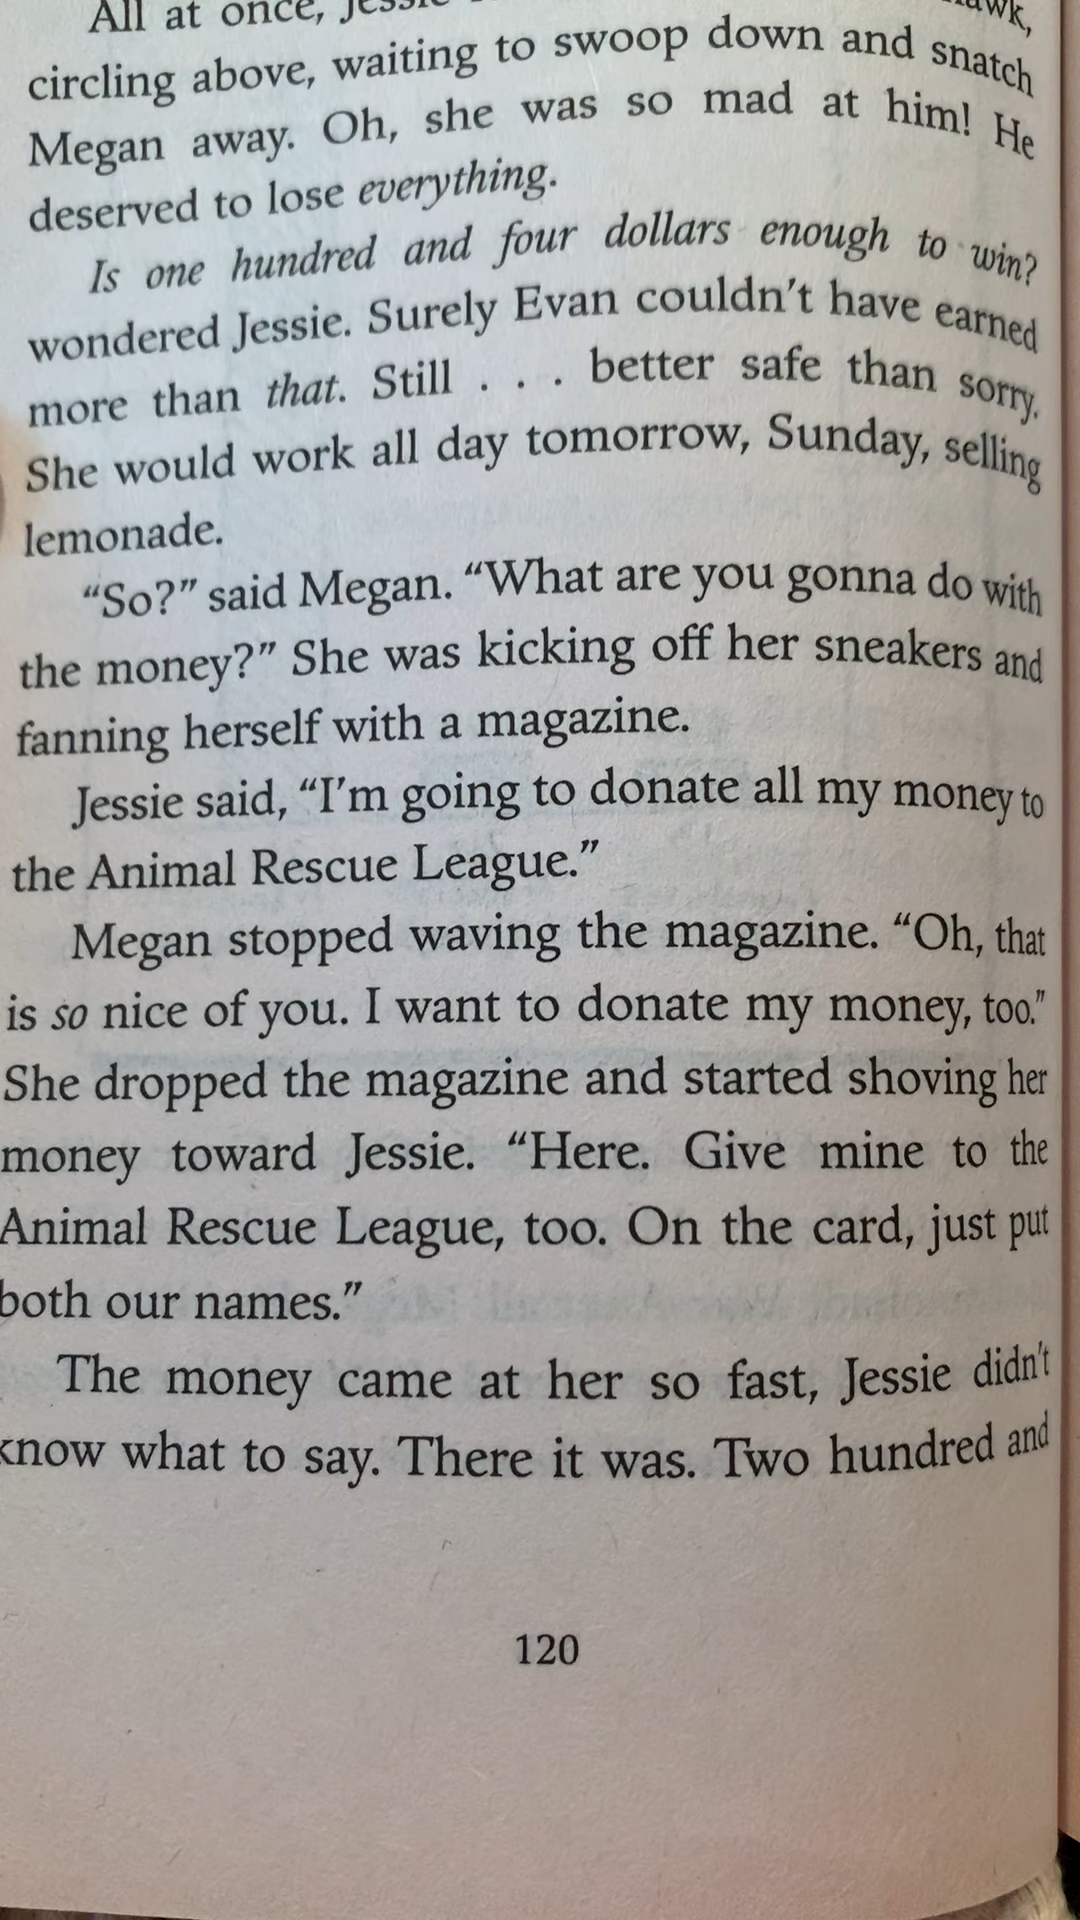 All at once, Jessie
circling above, waiting to swoop down and snatch
Megan away. Oh, she was so mad at him! He
deserved to lose everything.
Is one hundred and four dollars enough to win?
wondered Jessie. Surely Evan couldn't have earned
more than that. Still . . . better safe than sorry.
She would work all day tomorrow, Sunday, selling
lemonade.
“So?” said Megan. “What are you gonna do with
the money?” She was kicking off her sneakers and
fanning herself with a magazine.
Jessie said, “I'm going to donate all my money to
the Animal Rescue League.”
Megan stopped waving the magazine. “Oh, that
is so nice of you. I want to donate my money, too.”
She dropped the magazine and started shoving her
money toward Jessie. “Here. Give mine to the
Animal Rescue League, too. On the card, just put
both our names.”
The money came at her so fast, Jessie didn't
know what to say. There it was. Two hundred and
120